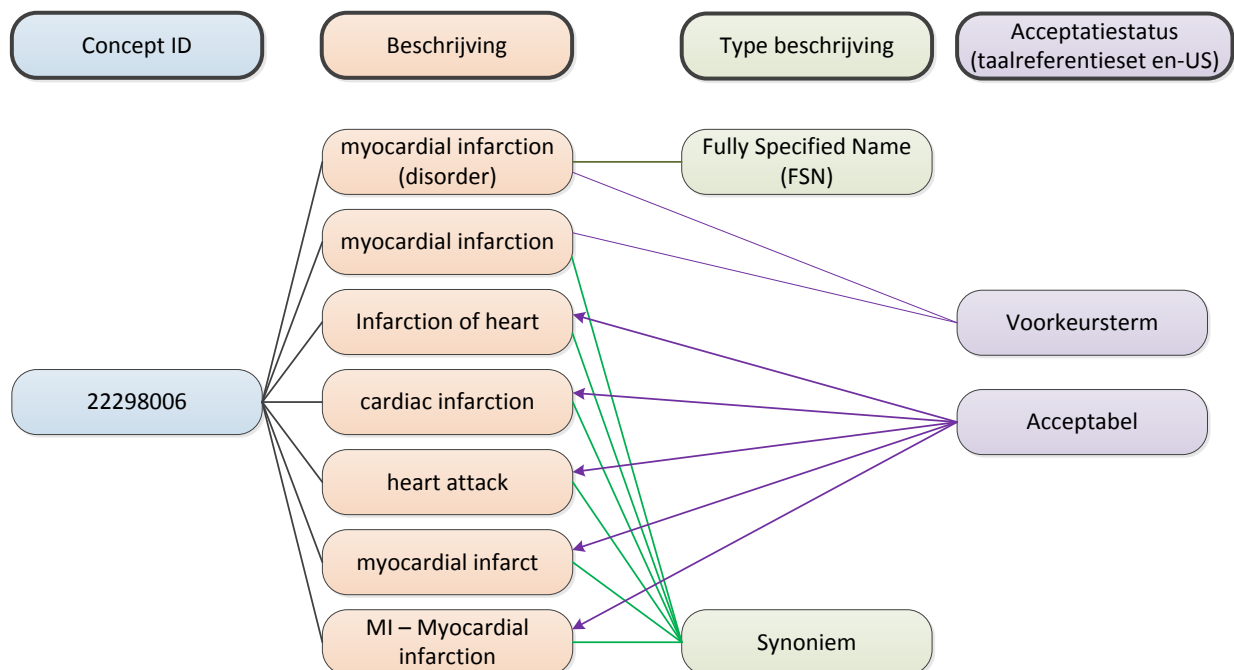 Concept ID
Beschrijving
Type beschrijving
Acceptatiestatus
(taalreferentieset en-US)
myocardial infarction
(disorder)
Fully Specified Name
(FSN)
myocardial infarction
Infarction of heart
Voorkeursterm
22298006
cardiac infarction
Acceptabel
heart attack
myocardial infarct
MI – Myocardial
infarction
Synoniem